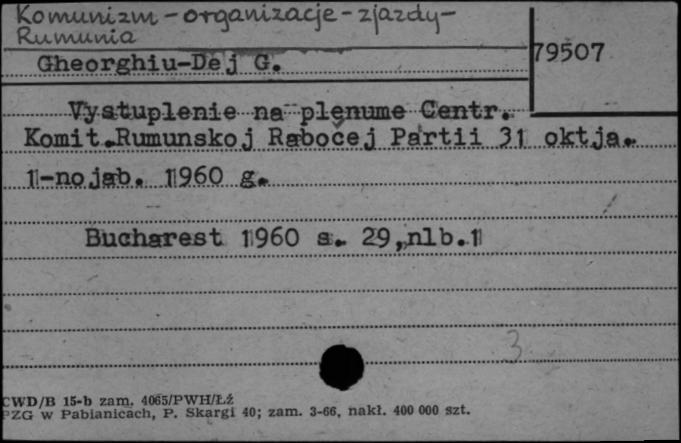 Komunizm – organizacje – zjazdy –
Rumunia
79507
Gheorghiu-Dej G.
Vystuplenie na plenume Centr.
Komit.Rumunskoj Rabočej Partii 31 oktja.
1-nojab. 1960 g.
Bucharest 1960 s. 29,nlb.1
3
CWD/B 15-b zam. 4065/PWH/Łź
PZG w Pabianicach, P. Skargi 40; zam. 3-66, nakł. 400 000 szt.